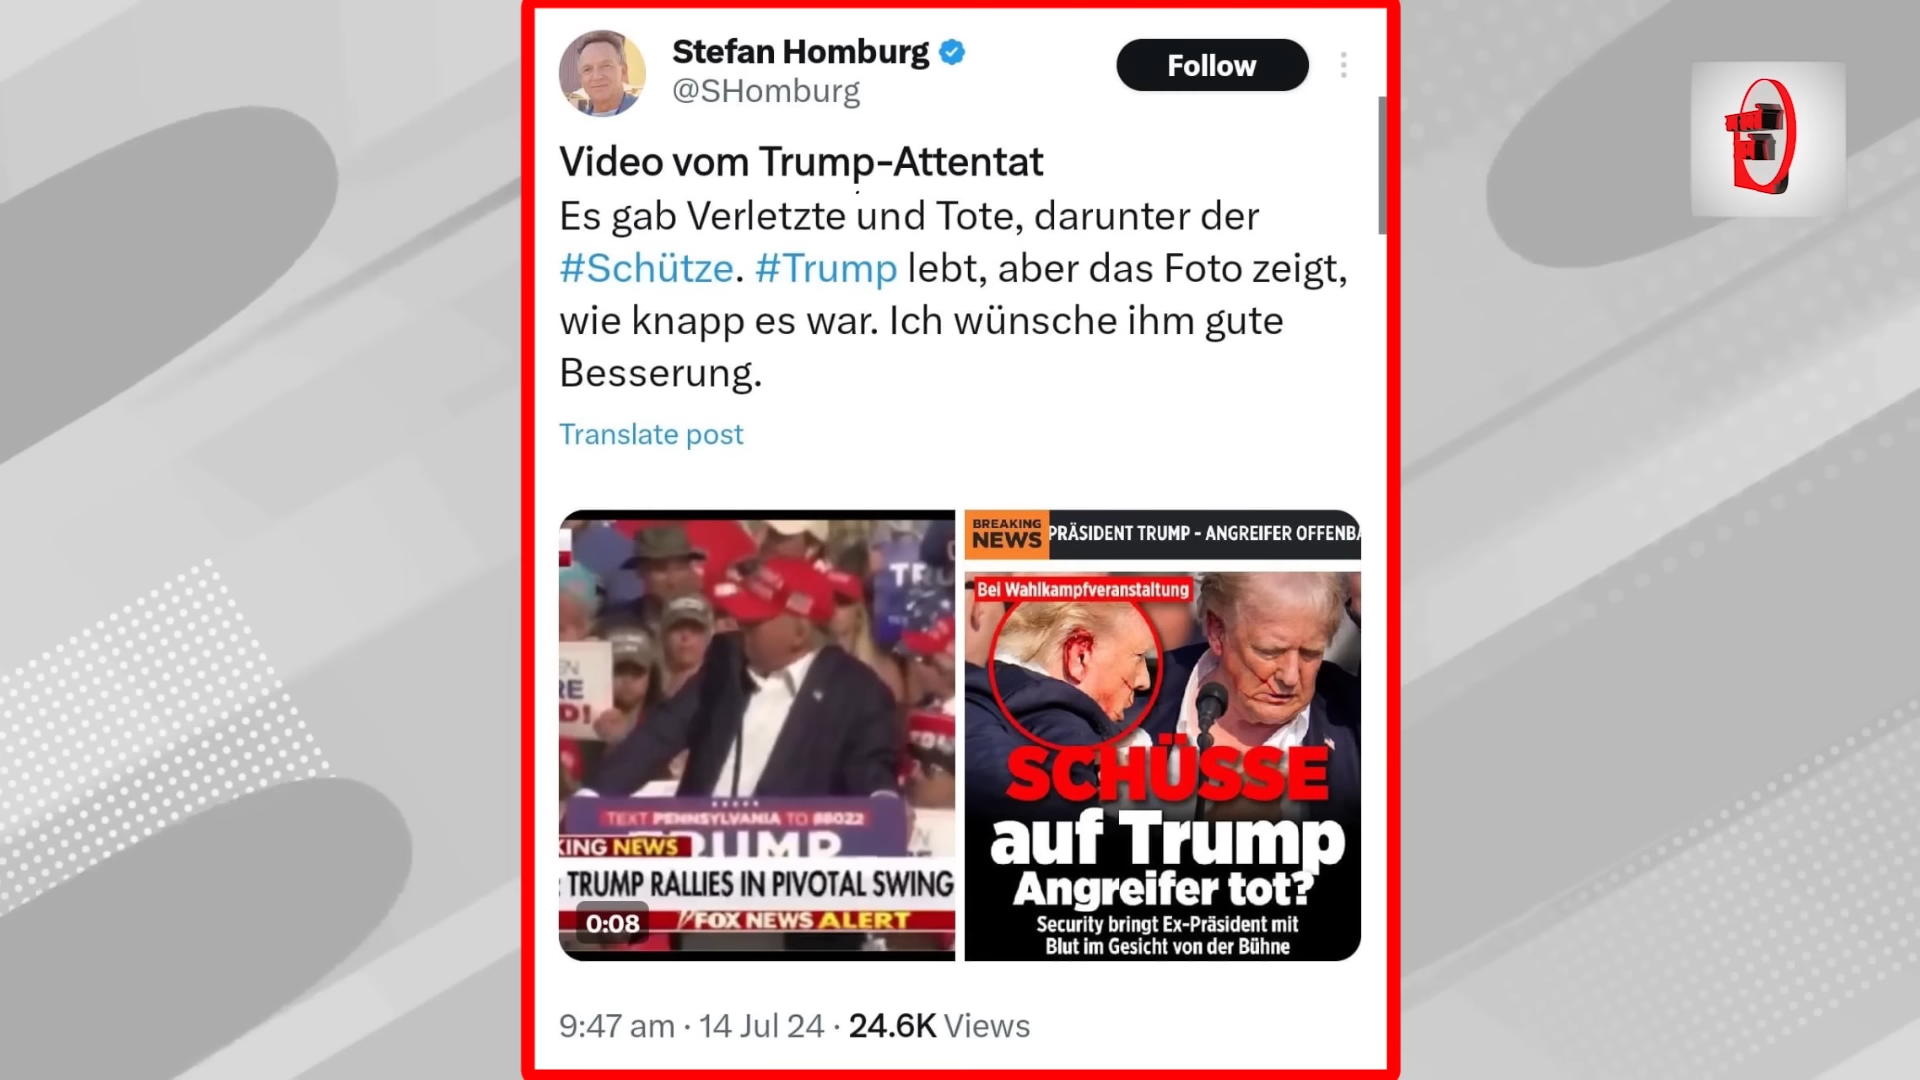 Stefan Homburg
Follow
@SHomburg
Video vom Trump-Attentat
Es gab Verletzte und Tote, darunter der
#Schütze. #Trump lebt, aber das Foto zeigt,
wie knapp es war. Ich wünsche ihm gute
Besserung.
Translate post
TRU
RE
D!
TEXT PENNSYLVANIA TO 88022
TRUMP
KING NEWS
TRUMP RALLIES IN PIVOTAL SWING
0:08
FOX NEWS ALERT
BREAKING
NEWS
PRÄSIDENT TRUMP - ANGREIFER OFFENBA
Bei Wahlkampfveranstaltung
SCHÜSSE
auf Trump
Angreifer tot?
Security bringt Ex-Präsident mit
Blut im Gesicht von der Bühne
9:47 am · 14 Jul 24 · 24.6K Views